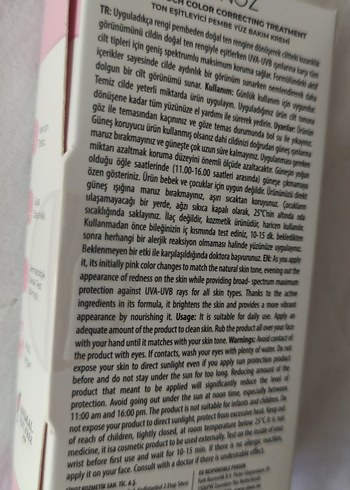 CH COLOR CORRECTING TREATMENT
TON EŞİTLEYİCİ PEMBE YÜZ BAKIM KREMİ
TR: Uyguladıkça rengi pembeden doğal ten rengine dönüşerek ciltteki kızarıklık
görünümünü cildin doğal ten rengiyle eşitlerken UVA-UVB ışınlarına karşı tüm
cilt tipleri için geniş spektrumlu maksimum koruma sağlar. Formülündeki aktif
içerikler sayesinde cilde aydınlık bir görünüm sunarken nemlendirerek daha
dolgun bir cilt görünümü sunar. Kullanım: Günlük kullanım için uygundur.
Temiz cilde yeterli miktarda ürün uygulayın. Uyguladığınız ürün cilt tonuna
dönüşene kadar tüm yüzünüze el yardımı ile sürerek yedirin. Uyarılar: Ürünün
göz ile temasından kaçınınız ve göze temas durumunda bol su ile yıkayınız.
Güneş koruyucu ürün kullanmış olsanız dahi cildinizi doğrudan güneş ışınlarına
maruz bırakmayınız ve güneşte çok uzun süre kalmayınız. Uygulanması gereken
miktarı azaltmak koruma düzeyini önemli ölçüde azaltacaktır. Güneşin yoğun
olduğu öğle saatlerinde (11.00-16.00 saatleri arasında) güneşe çıkmamaya
özen gösteriniz. Ürün bebek ve çocuklar için uygun değildir. Ürününüzü direkt
güneş ışığına maruz bırakmayınız, aşırı sıcaktan koruyunuz. Çocukların
ulaşamayacağı bir yerde, ağzı sıkıca kapalı olarak, 25°C'nin altında oda
sıcaklığında saklayınız. İlaç değildir, kozmetik ürünüdür, haricen kullanılır.
Kullanmadan önce bileğinizin iç kısmında test ediniz, 10-15 dk. bekledikten
sonra herhangi bir alerjik reaksiyon olmaması halinde yüzünüze uygulayınız.
Beklenmeyen bir etki ile karşılaşıldığında doktora başvurunuz. EN: As you apply
it, its initially pink color changes to match the natural skin tone, evening out the
appearance of redness on the skin while providing broad- spectrum maximum
protection against UVA-UVB rays for all skin types. Thanks to the active
ingredients in its formula, it brightens the skin and provides a more vibrant
appearance by nourishing it. Usage: It is suitable for daily use. Apply an
adequate amount of the product to clean skin. Rub the product all over your face
with your hand until it matches with your skin tone. Warnings: Avoid contact of
the product with eyes. If contacts, wash your eyes with plenty of water. Do not
expose your skin to direct sunlight even if you apply sun protection product
before and do not stay under the sun for too long. Reducing amount of the
product that meant to be applied will significantly reduce the level of
protection. Avoid going out under the sun at noon time, especially between
11:00 am and 16:00 pm. The product is not suitable for infants and children. Do
not expose your product to direct sunlight, protect from excessive heat. Keep out
of reach of children, tightly closed, at room temperature below 25°C. It is not
medicine, it is a cosmetic product to be used externally. Test on the inside of your
wrist before first use and wait for 10-15 min. If there is no allergic reaction,
apply it on your face. Consult with a doctor if there is undesirable effect.
KOZMETİK SAN. TİC. A.Ş.